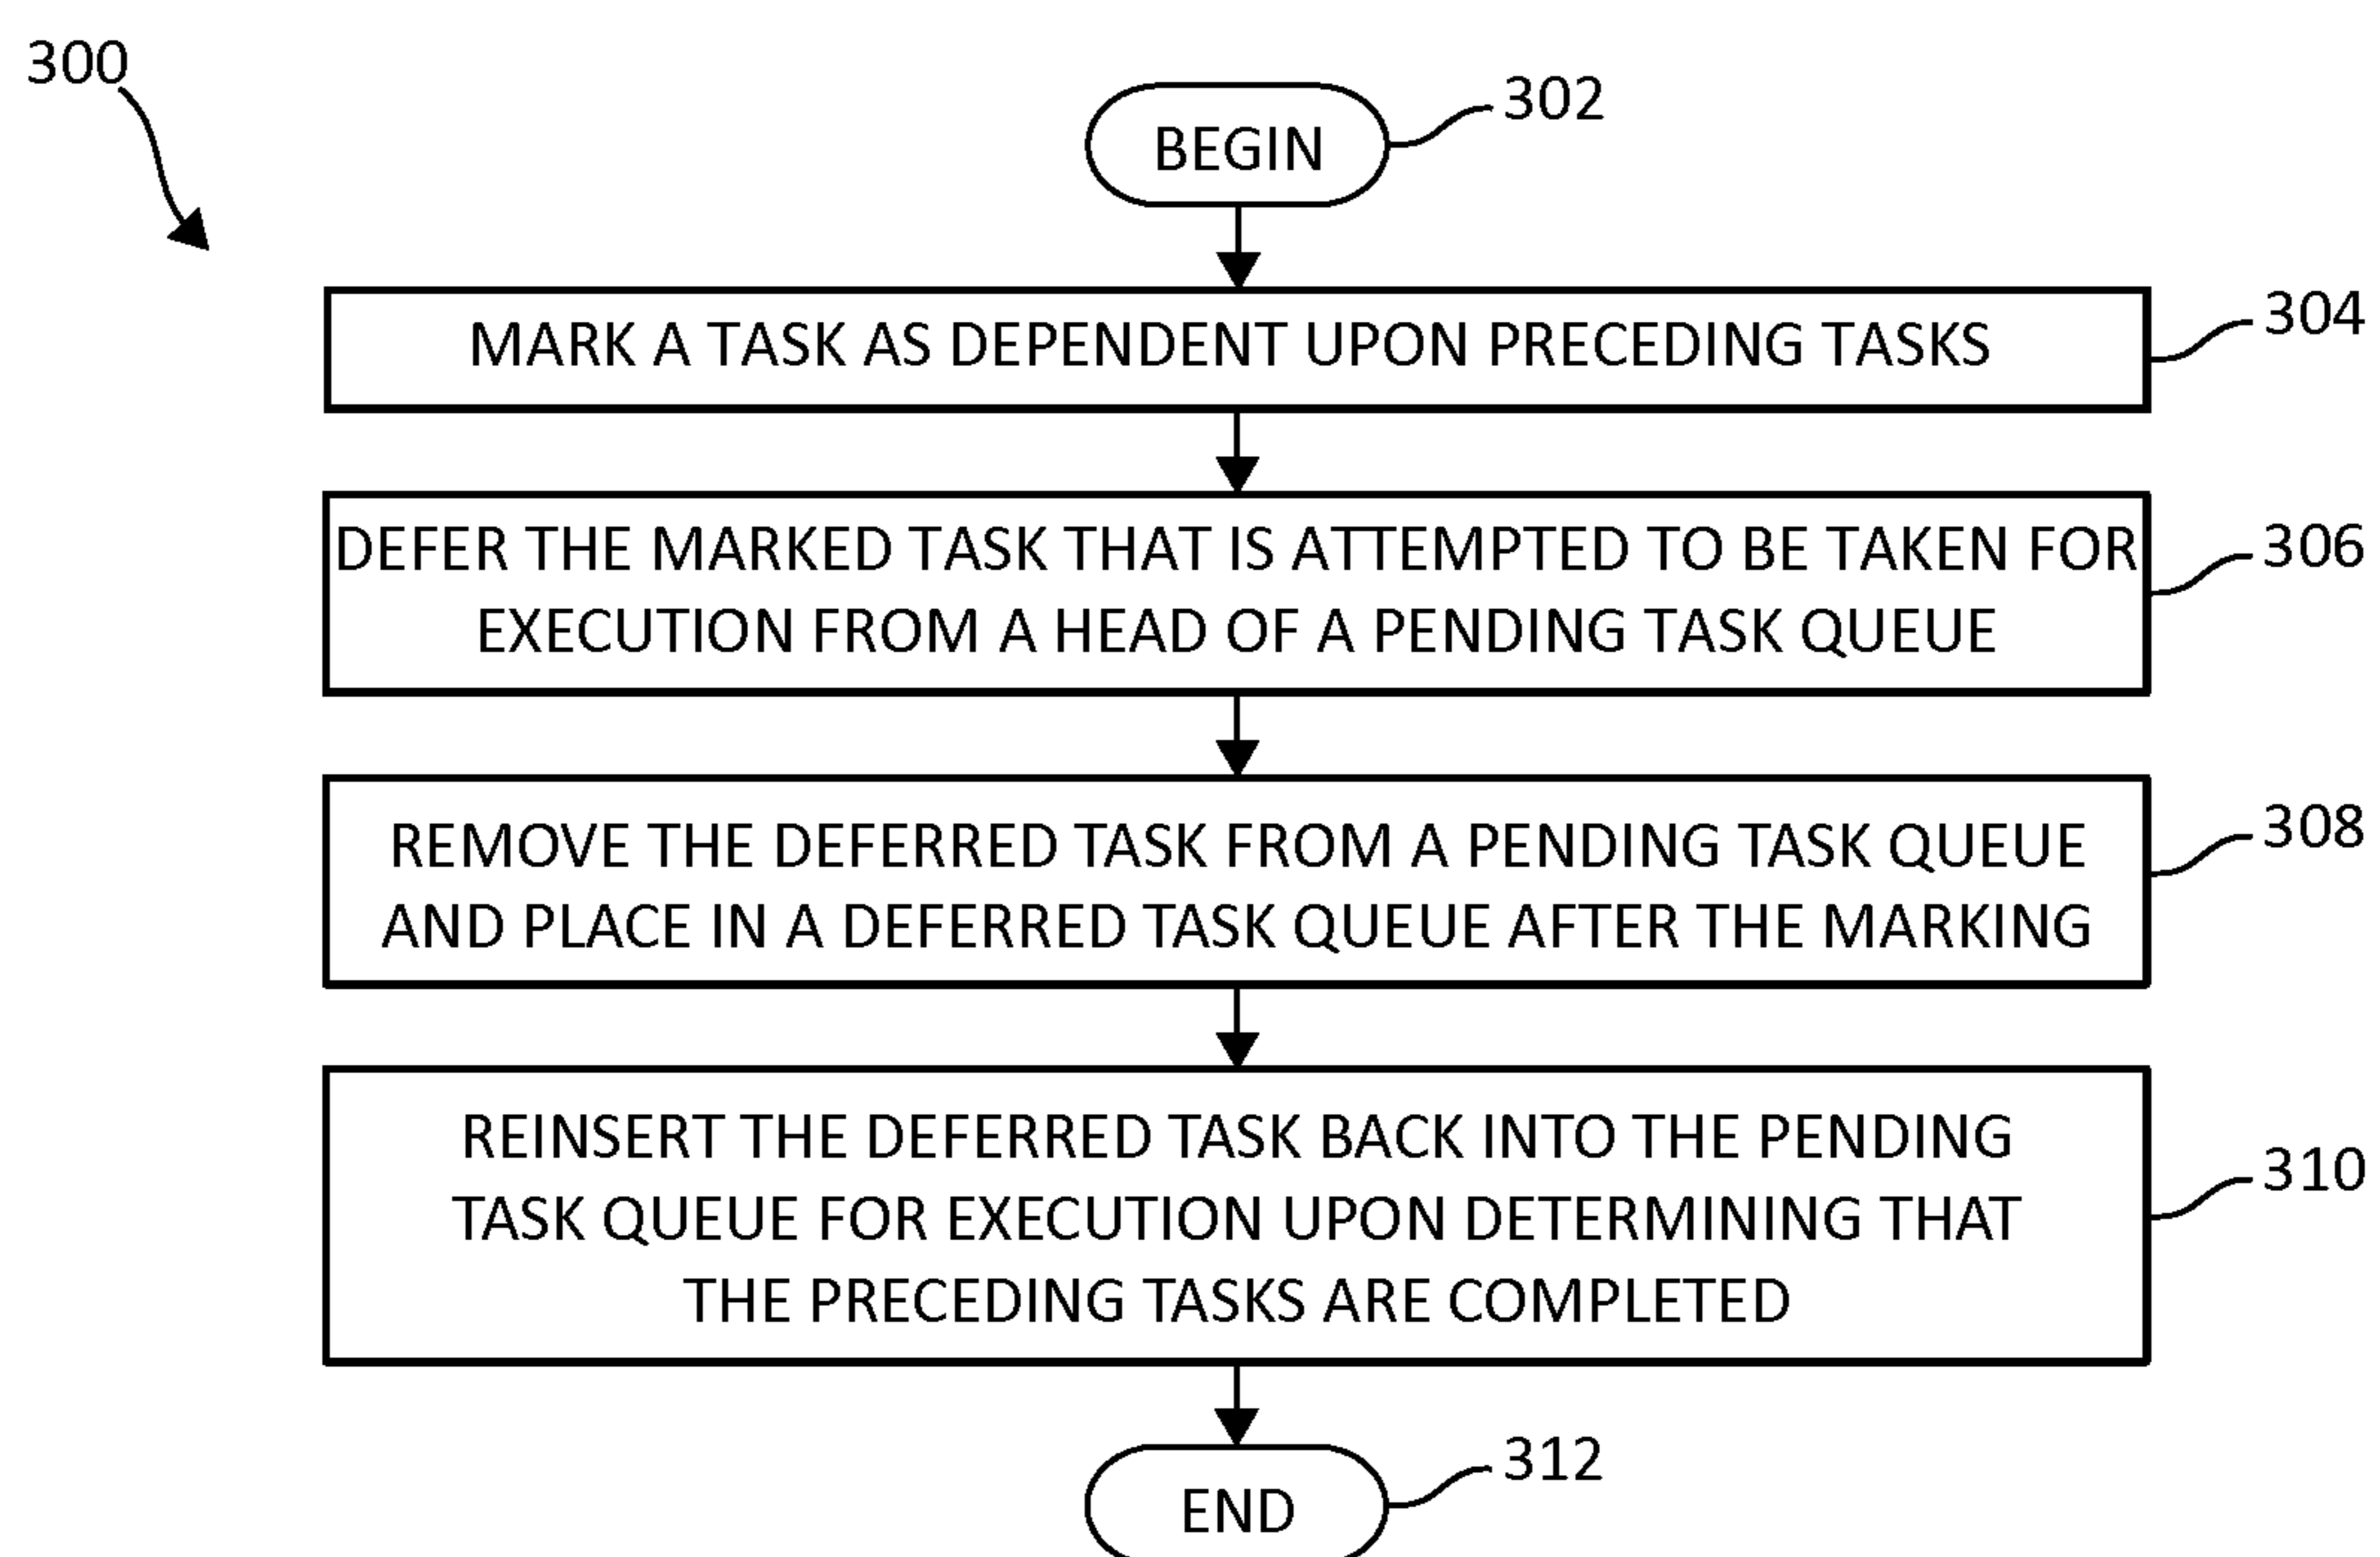 300
BEGIN
302
MARK A TASK AS DEPENDENT UPON PRECEDING TASKS
304
DEFER THE MARKED TASK THAT IS ATTEMPTED TO BE TAKEN FOR
EXECUTION FROM A HEAD OF A PENDING TASK QUEUE
306
REMOVE THE DEFERRED TASK FROM A PENDING TASK QUEUE
AND PLACE IN A DEFERRED TASK QUEUE AFTER THE MARKING
308
REINSERT THE DEFERRED TASK BACK INTO THE PENDING
TASK QUEUE FOR EXECUTION UPON DETERMINING THAT
THE PRECEDING TASKS ARE COMPLETED
310
END
312